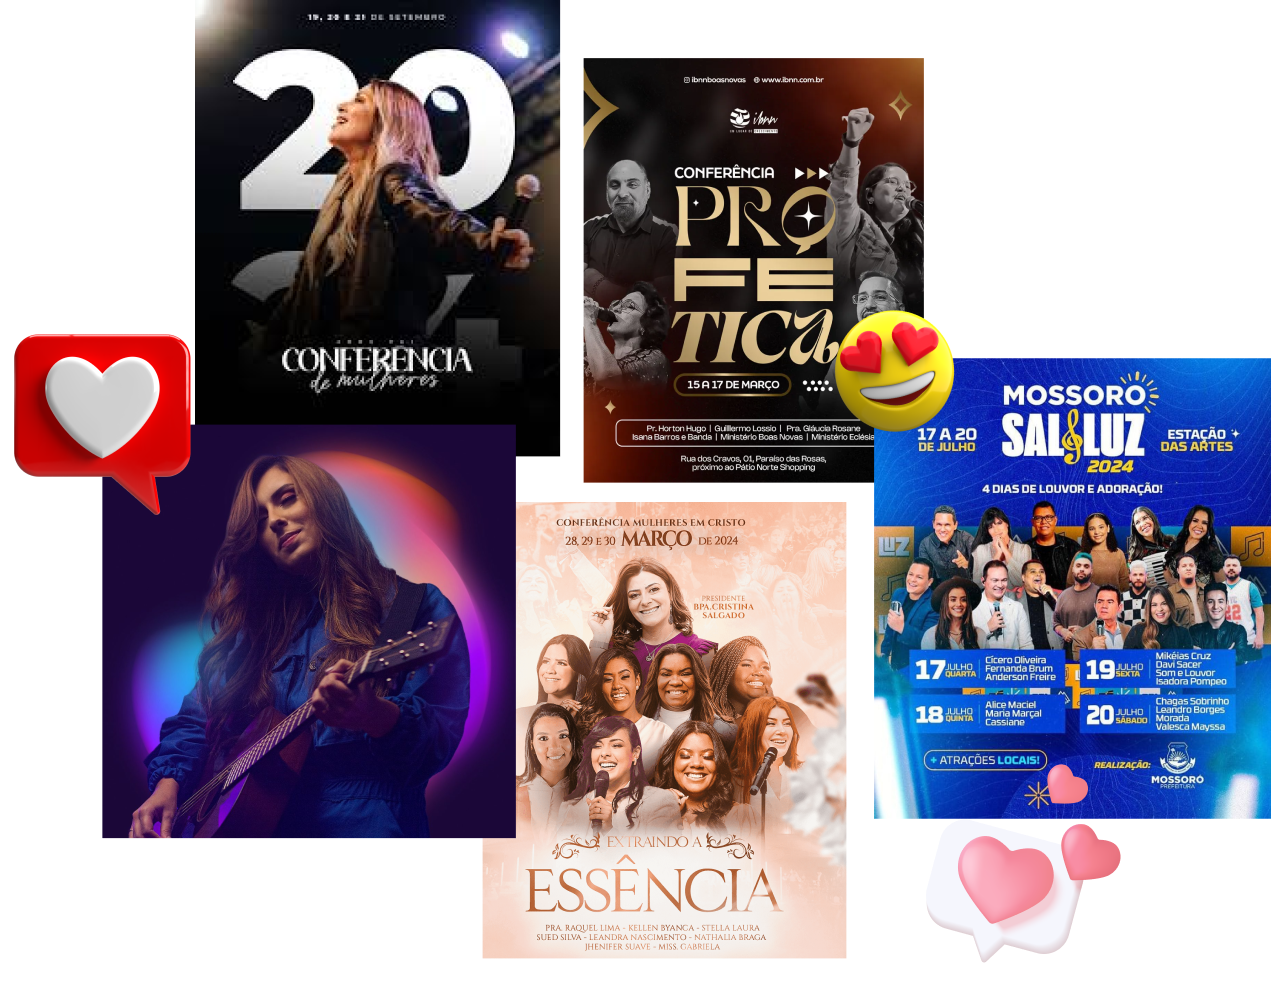 19, 20 E 21 DE SETEMBRO
20
24
CONFERÊNCIA
de mulheres
ibnnboasnovas www.ibnn.com.br
ibnn
CONFERÊNCIA
PRO
FÉ
TICA
15 A 17 DE MARÇO
Pr. Horton Hugo | Guillermo Lossio | Pra. Gláucia Rosane
Isana Barros e Banda | Ministério Boas Novas | Ministério Eclésia
Rua dos Cravos, 01, Paraíso das Rosas,
próximo ao Pátio Norte Shopping
MOSSORÓ
SAL & LUZ
2024
17 A 20
DE JULHO
ESTAÇÃO
DAS ARTES
4 DIAS DE LOUVOR E ADORAÇÃO!
LUZ
22
17 JULHO QUARTA
Cícero Oliveira
Fernanda Brum
Anderson Freire
19 JULHO SEXTA
Mikéias Cruz
Davi Sacer
Som e Louvor
Isadora Pompeo
18 JULHO QUINTA
Alice Maciel
Maria Marçal
Cassiane
20 JULHO SÁBADO
Chagas Sobrinho
Leandro Borges
Morada
Valesca Mayssa
+ ATRAÇÕES LOCAIS!
REALIZAÇÃO:
MOSSORÓ
PREFEITURA
CONFERÊNCIA MULHERES EM CRISTO
28, 29 E 30 MARÇO DE 2024
PRESIDENTE
BPA.CRISTINA
SALGADO
EXTRAINDO A
ESSÊNCIA
PRA. RAQUEL LIMA - KELLEN BYANCA - STELLA LAURA
SUED SILVA - LEANDRA NASCIMENTO - NATHALIA BRAGA
JHENIFER SUAVE - MISS. GABRIELA